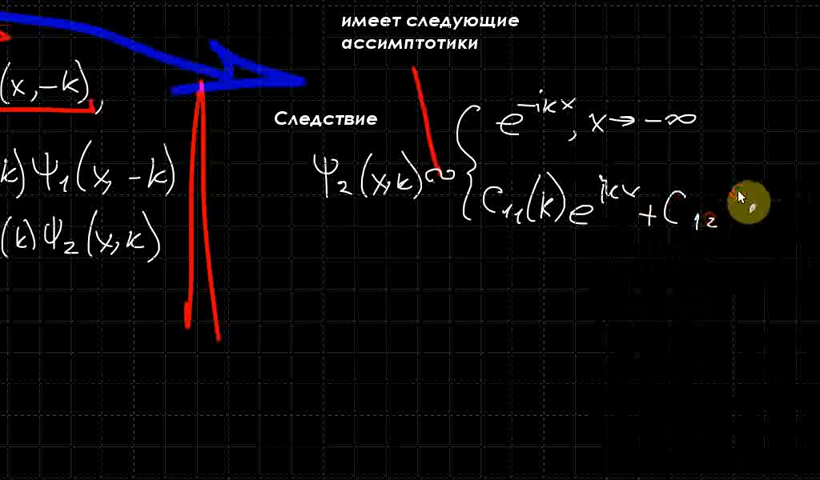 имеет следующие
ассимптотики
(x,-k),
Следствие
e^{-ikx}, x→-∞
k)Ψ₁(x,-k)
Ψ₂(x,k)∾{
C₁₁(k)e^{ikx}+C₁₂
(k)Ψ₂(x,k)